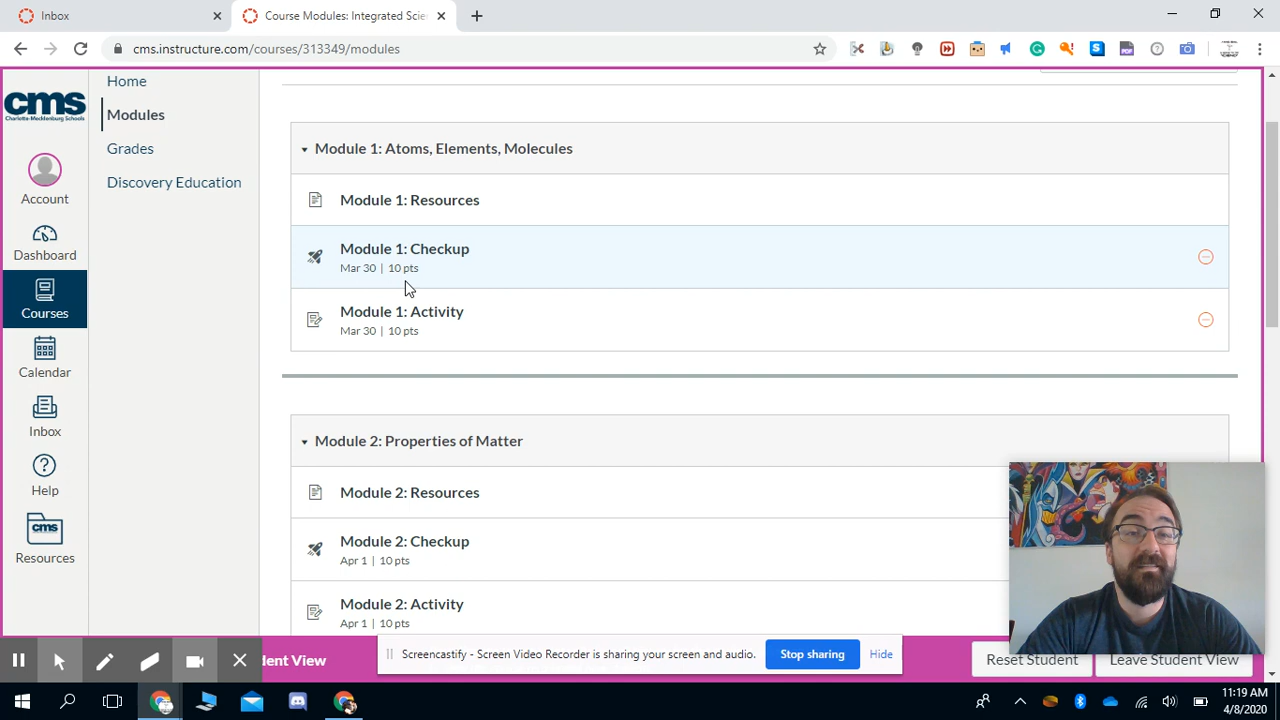 Inbox
Course Modules: Integrated Scie
cms.instructure.com/courses/313349/modules
cms
Charlotte-Mecklenburg Schools
Account
Dashboard
Courses
Calendar
Inbox
Help
cms
Resources
Home
Modules
Grades
Discovery Education
Module 1: Atoms, Elements, Molecules
Module 1: Resources
Module 1: Checkup
Mar 30 | 10 pts
Module 1: Activity
Mar 30 | 10 pts
Module 2: Properties of Matter
Module 2: Resources
Module 2: Checkup
Apr 1 | 10 pts
Module 2: Activity
Apr 1 | 10 pts
dent View
Screencastify - Screen Video Recorder is sharing your screen and audio.
Stop sharing
Hide
Reset Student
Leave Student View
11:19 AM
4/8/2020